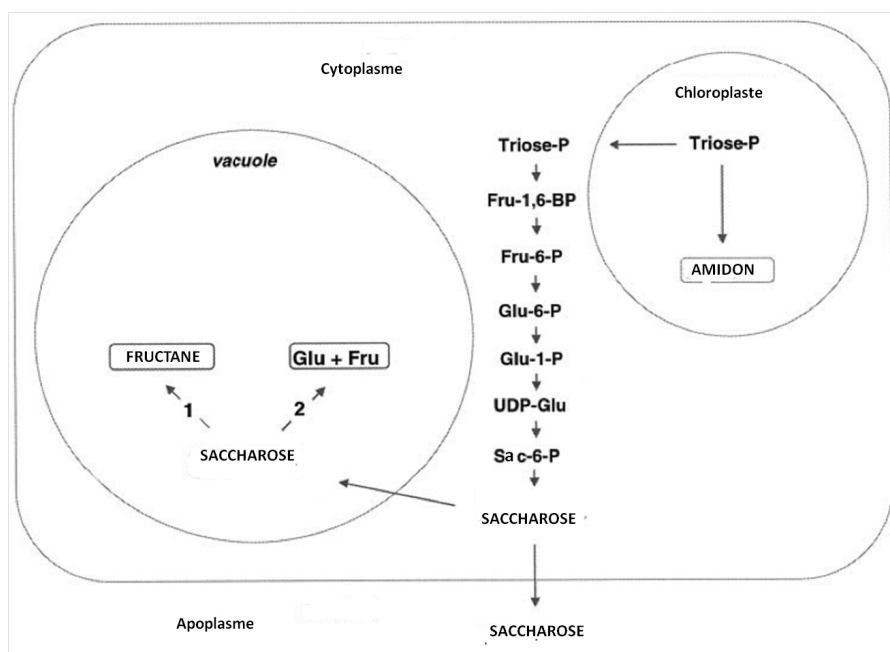 Cytoplasme
Chloroplaste
vacuole
Triose-P
Triose-P
Fru-1,6-BP
Fru-6-P
AMIDON
Glu-6-P
FRUCTANE
Glu + Fru
Glu-1-P
1
2
UDP-Glu
SACCHAROSE
Sac-6-P
SACCHAROSE
Apoplasme
SACCHAROSE